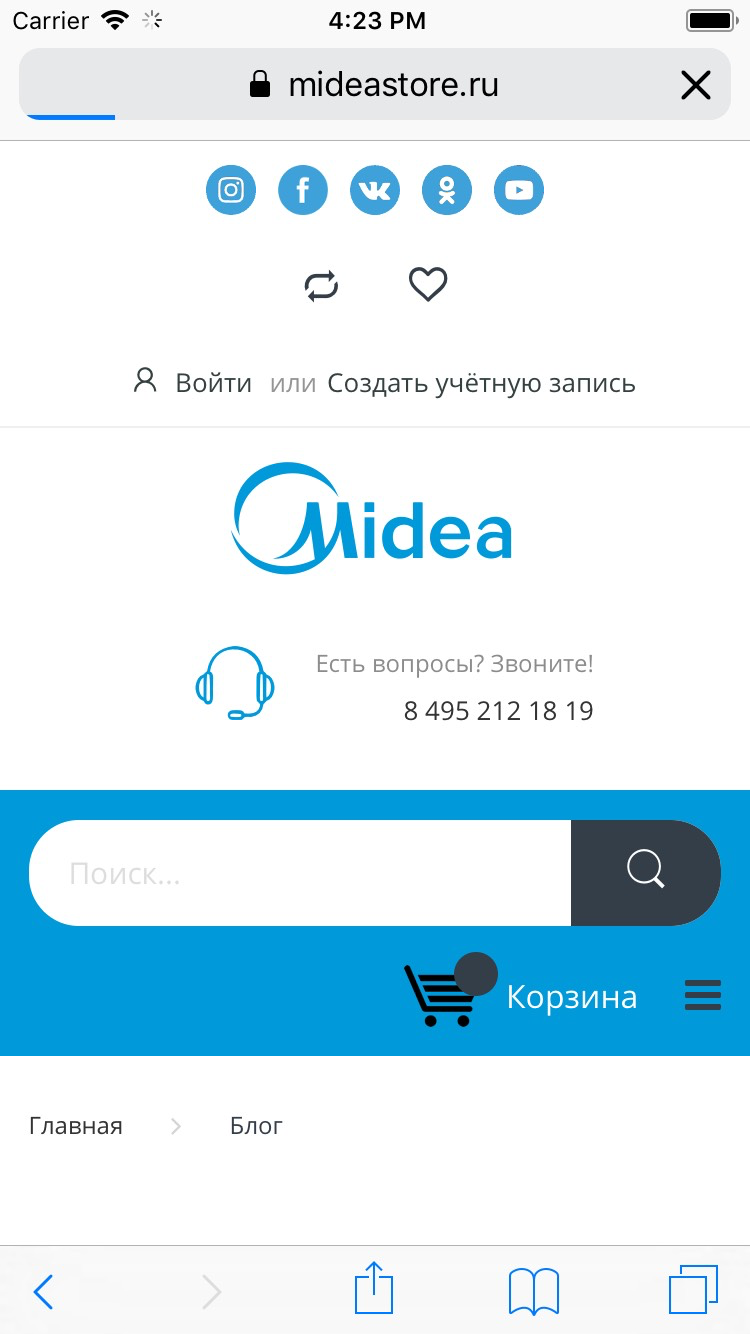 Carrier 4:23 PM
mideastore.ru
Войти или Создать учётную запись
Midea
Есть вопросы? Звоните!
8 495 212 18 19
Поиск...
Корзина
Главная Блог